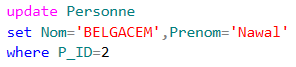 update Personne
set Nom='BELGACEM',Prenom='Nawal'
where P_ID=2